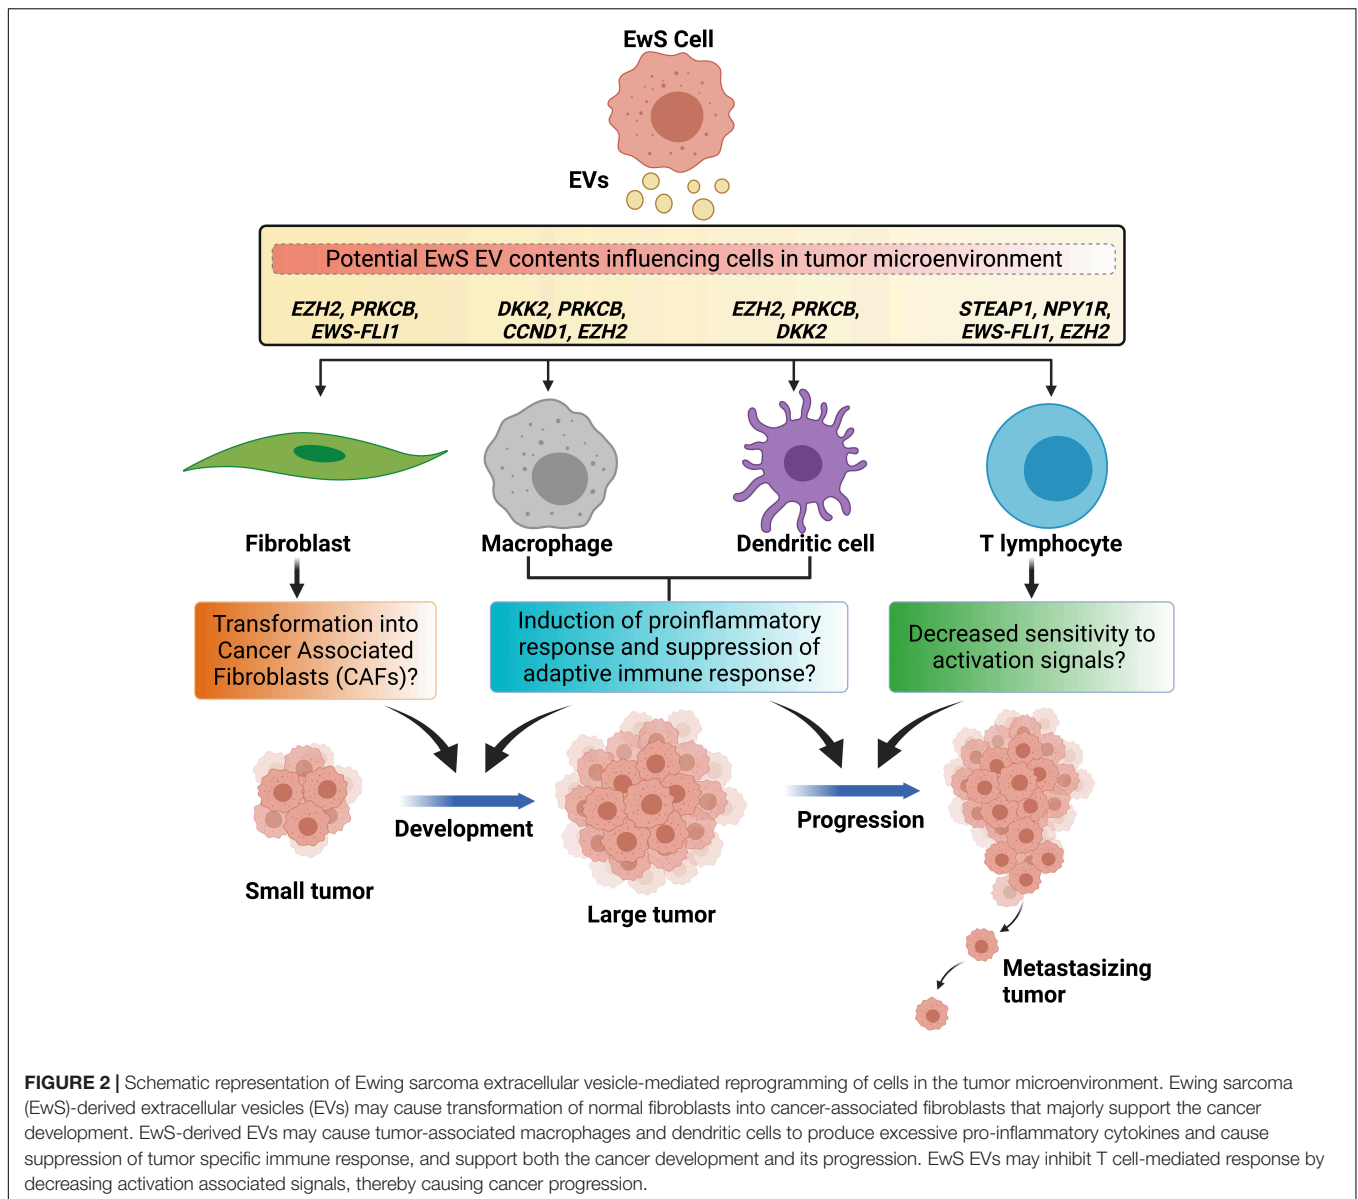 EwS Cell
EVs
Potential EwS EV contents influencing cells in tumor microenvironment
EZH2, PRKCB,
EWS-FLI1
DKK2, PRKCB,
CCND1, EZH2
EZH2, PRKCB,
DKK2
STEAP1, NPY1R,
EWS-FLI1, EZH2
Fibroblast
Macrophage
Dendritic cell
T lymphocyte
Transformation into
Cancer Associated
Fibroblasts (CAFs)?
Induction of proinflammatory
response and suppression of
adaptive immune response?
Decreased sensitivity to
activation signals?
Development
Progression
Small tumor
Large tumor
Metastasizing
tumor
FIGURE 2 | Schematic representation of Ewing sarcoma extracellular vesicle-mediated reprogramming of cells in the tumor microenvironment. Ewing sarcoma
(EwS)-derived extracellular vesicles (EVs) may cause transformation of normal fibroblasts into cancer-associated fibroblasts that majorly support the cancer
development. EwS-derived EVs may cause tumor-associated macrophages and dendritic cells to produce excessive pro-inflammatory cytokines and cause
suppression of tumor specific immune response, and support both the cancer development and its progression. EwS EVs may inhibit T cell-mediated response by
decreasing activation associated signals, thereby causing cancer progression.